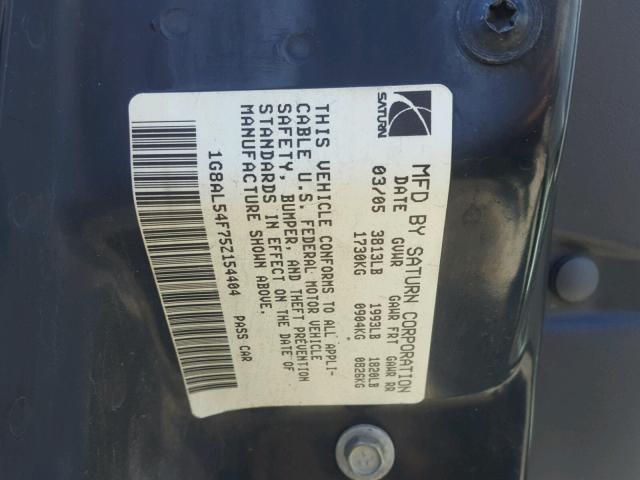 SATURN
MFD BY SATURN CORPORATION
DATE GVWR GAWR FRT GAWR RR
03/05 3813LB 1993LB 1820LB
1730KG 0904KG 0826KG
THIS VEHICLE CONFORMS TO ALL APPLI-
CABLE U.S. FEDERAL MOTOR VEHICLE
SAFETY, BUMPER, AND THEFT PREVENTION
STANDARDS IN EFFECT ON THE DATE OF
MANUFACTURE SHOWN ABOVE.
1G8AL54F75Z154404 PASS CAR